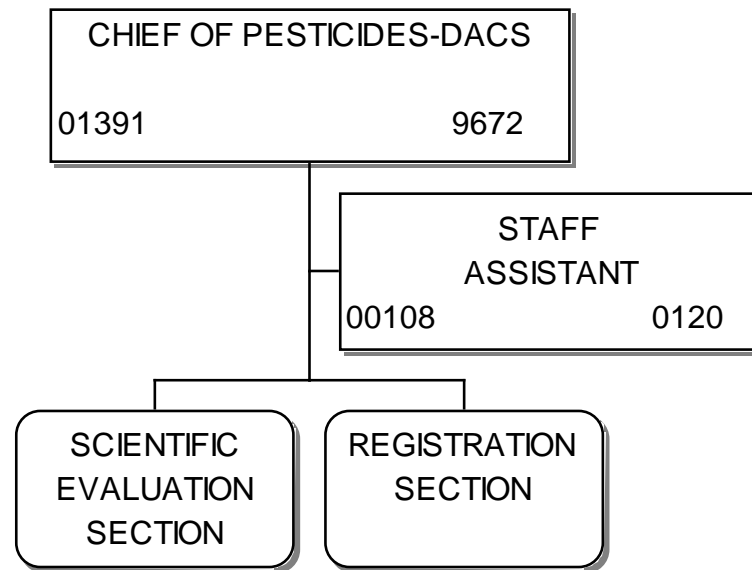 CHIEF OF PESTICIDES-DACS
01391 9672
STAFF
ASSISTANT
00108 0120
SCIENTIFIC
EVALUATION
SECTION
REGISTRATION
SECTION